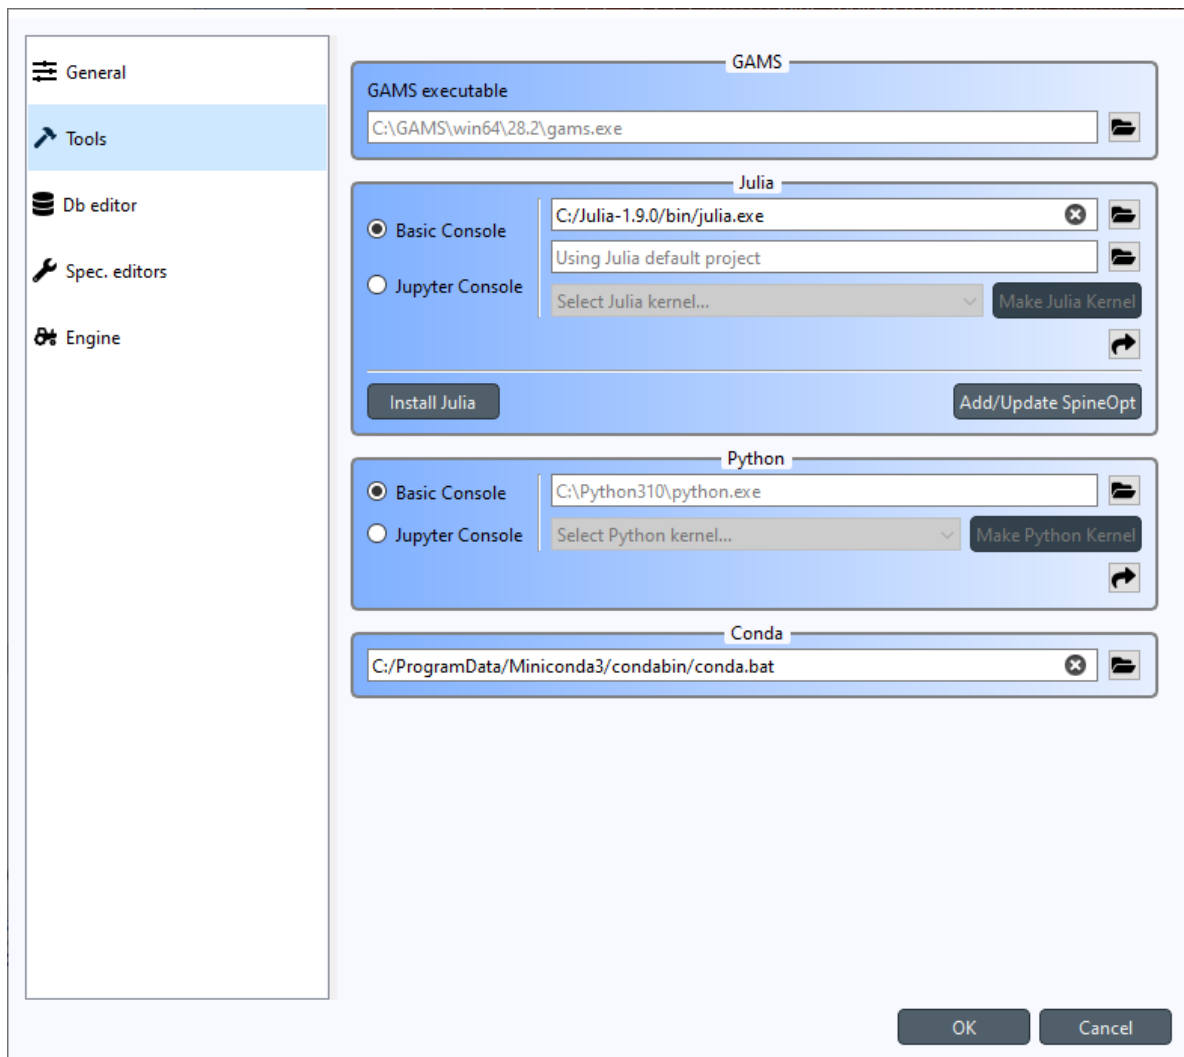 General
Tools
Db editor
Spec. editors
Engine
GAMS
GAMS executable
C:\GAMS\win64\28.2\gams.exe
Julia
Basic Console
C:/Julia-1.9.0/bin/julia.exe
Using Julia default project
Jupyter Console
Select Julia kernel...
Make Julia Kernel
Install Julia
Add/Update SpineOpt
Python
Basic Console
C:\Python310\python.exe
Jupyter Console
Select Python kernel...
Make Python Kernel
Conda
C:/ProgramData/Miniconda3/condabin/conda.bat
OK
Cancel